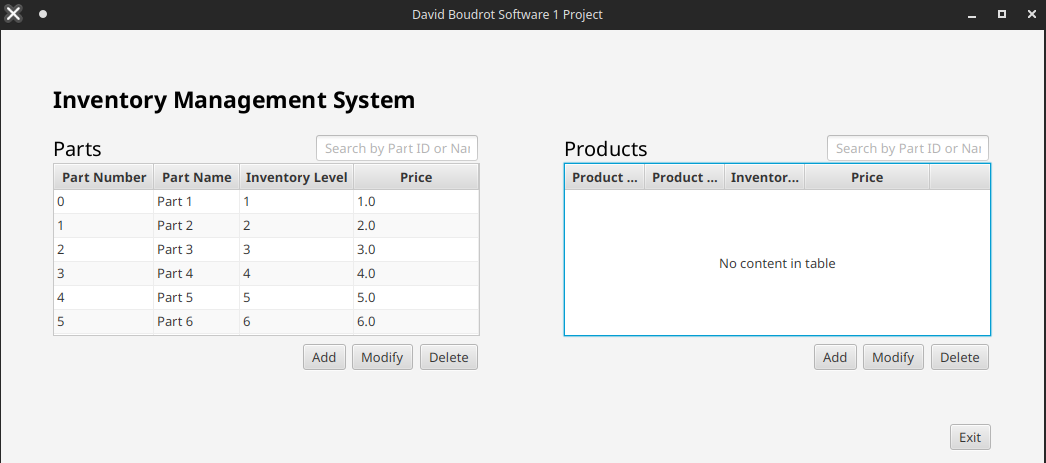 David Boudrot Software 1 Project
Inventory Management System
Parts
Search by Part ID or Nar
Part Number Part Name Inventory Level Price
0 Part 1 1 1.0
1 Part 2 2 2.0
2 Part 3 3 3.0
3 Part 4 4 4.0
4 Part 5 5 5.0
5 Part 6 6 6.0
Add Modify Delete
Products
Search by Part ID or Nar
Product ... Product ... Inventor... Price
No content in table
Add Modify Delete
Exit